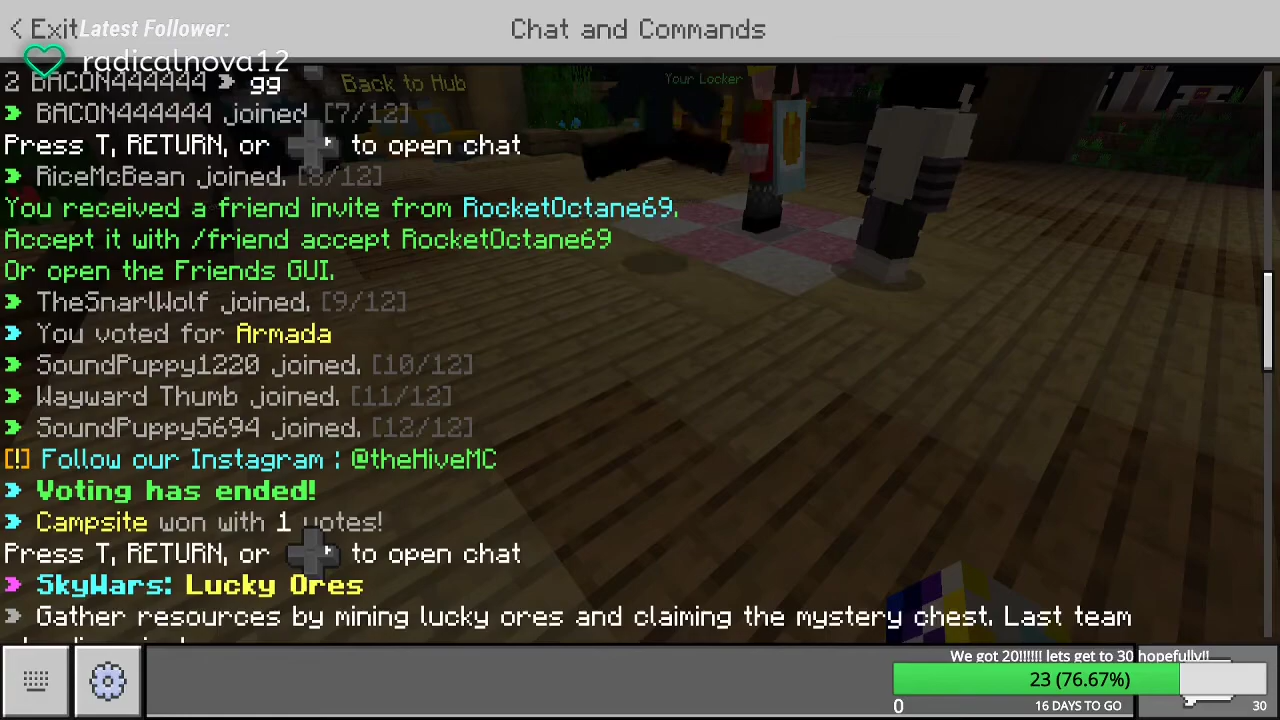 < Exit
Latest Follower:
Chat and Commands
radicalnova12
2 BACON444444 gg
Back to Hub
Your Locker
BACON444444 joined. [7/12]
Press T, RETURN, or to open chat
RiceMcBean joined. [8/12]
You received a friend invite from RocketOctane69.
Accept it with /friend accept RocketOctane69
Or open the Friends GUI.
TheSnarlWolf joined. [9/12]
You voted for Armada
SoundPuppy1220 joined. [10/12]
Wayward Thumb joined. [11/12]
SoundPuppy5694 joined. [12/12]
[!] Follow our Instagram : @theHiveMC
Voting has ended!
Campsite won with 1 votes!
Press T, RETURN, or to open chat
SkyWars: Lucky Ores
Gather resources by mining lucky ores and claiming the mystery chest. Last team
We got 20!!!!!! lets get to 30 hopefully!!
23 (76.67%)
0
16 DAYS TO GO
30